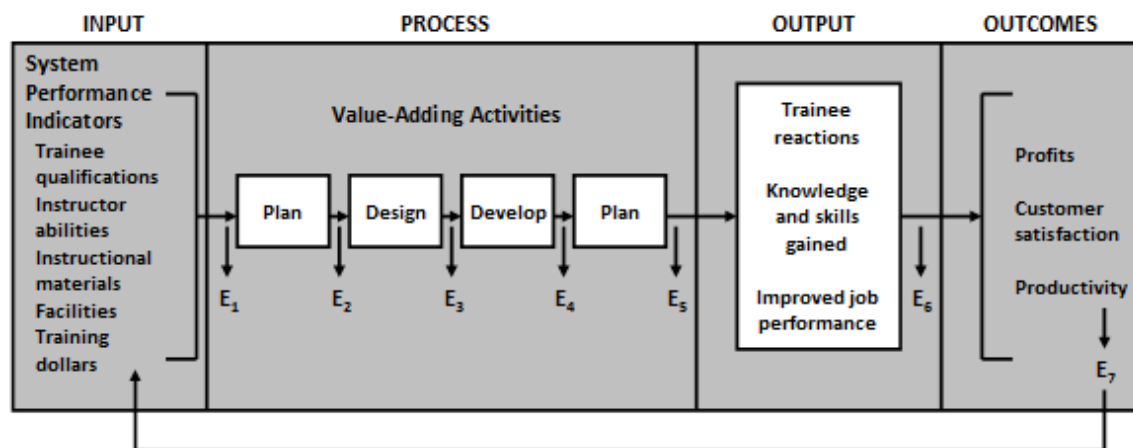 INPUT
PROCESS
OUTPUT
OUTCOMES
System
Performance
Indicators
Trainee
qualifications
Instructor
abilities
Instructional
materials
Facilities
Training
dollars
Value-Adding Activities
Plan
Design
Develop
Plan
E₁
E₂
E₃
E₄
E₅
Trainee
reactions
Knowledge
and skills
gained
Improved job
performance
E₆
Profits
Customer
satisfaction
Productivity
E₇